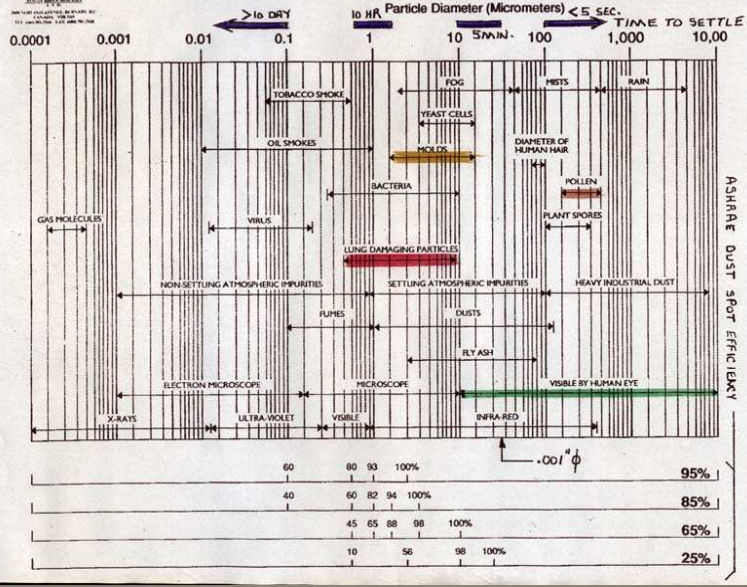 >10 DAY 10 HR Particle Diameter (Micrometers) <5 SEC.
5MIN. TIME TO SETTLE
0.0001 0.001 0.01 0.1 1 10 100 1,000 10,00
FOG MISTS RAIN
TOBACCO SMOKE
YEAST CELLS
OIL SMOKES MOLDS DIAMETER OF HUMAN HAIR
BACTERIA POLLEN
GAS MOLECULES VIRUS PLANT SPORES
LUNG DAMAGING PARTICLES
NON-SETTLING ATMOSPHERIC IMPURITIES SETTLING ATMOSPHERIC IMPURITIES HEAVY INDUSTRIAL DUST
FUMES DUSTS
FLY ASH
ELECTRON MICROSCOPE MICROSCOPE VISIBLE BY HUMAN EYE
X-RAYS ULTRA-VIOLET VISIBLE INFRA-RED
.001"ϕ
60 80 93 100% 95%
40 60 82 94 100% 85%
45 65 88 98 100% 65%
10 56 98 100% 25%
ASHRAE DUST SPOT EFFICIENCY